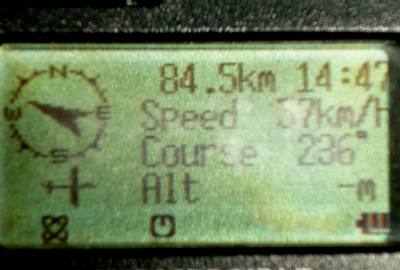 N
84.5km 14:47
W E
Speed 57km/h
S
Course 236°
Alt -m